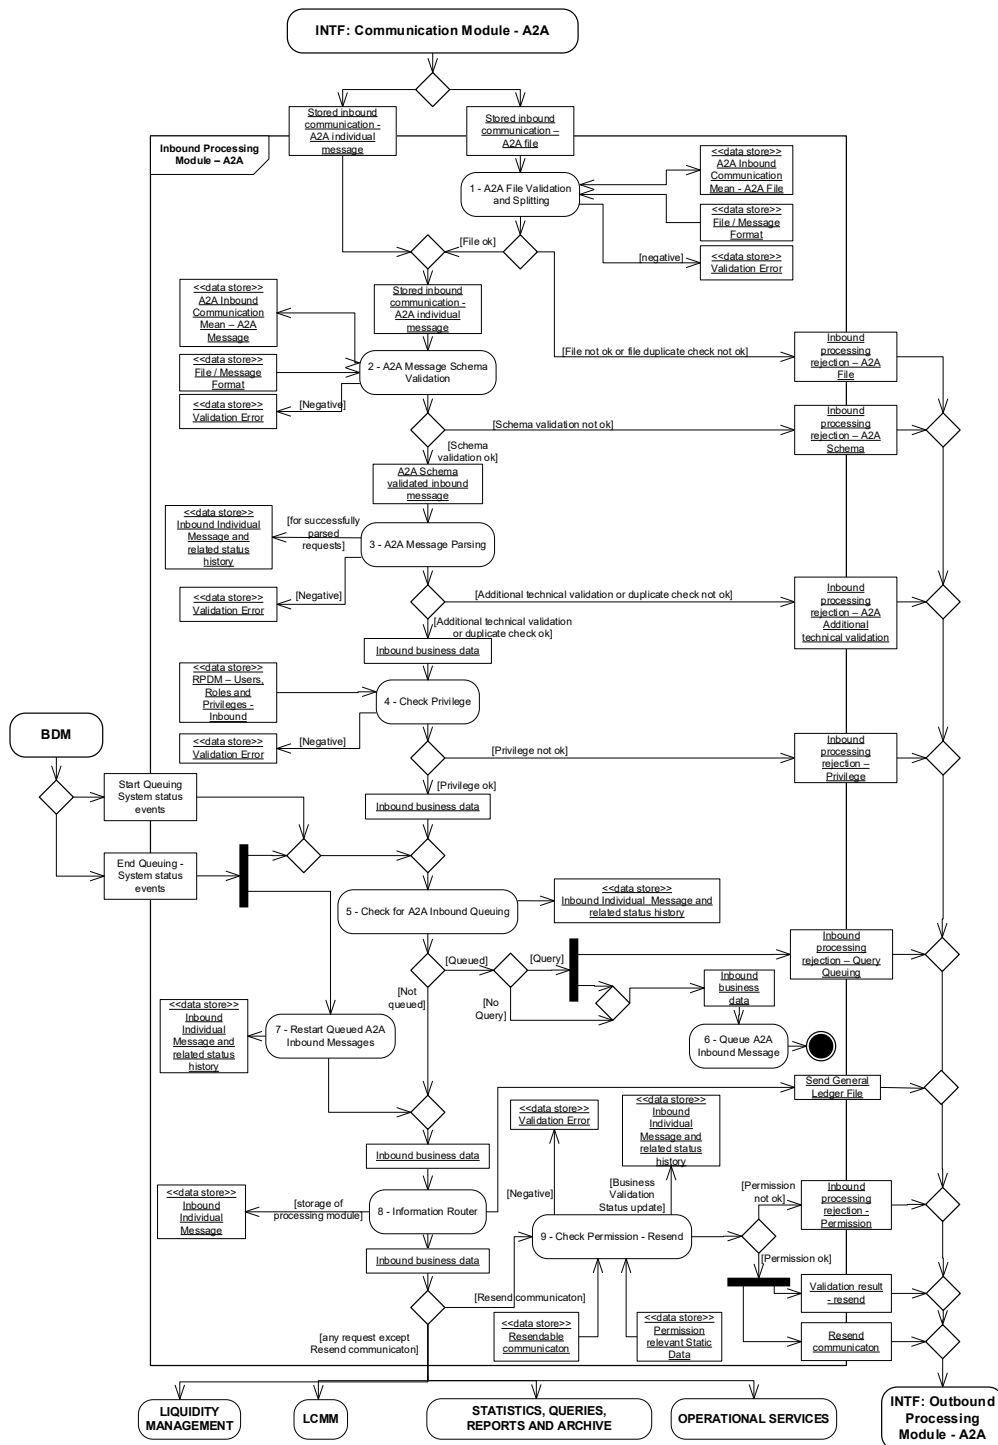 INTF: Communication Module - A2A
Stored inbound
communication -
A2A individual
message
Stored inbound
communication –
A2A file
Inbound Processing
Module – A2A
<<data store>>
A2A Inbound
Communication
Mean - A2A File
1 - A2A File Validation
and Splitting
<<data store>>
File / Message
Format
[File ok]
[negative]
<<data store>>
Validation Error
<<data store>>
A2A Inbound
Communication
Mean – A2A
Message
Stored inbound
communication -
A2A individual
message
[File not ok or file duplicate check not ok]
Inbound
processing
rejection – A2A
File
<<data store>>
File / Message
Format
2 - A2A Message Schema
Validation
<<data store>>
Validation Error
[Negative]
[Schema validation not ok]
Inbound
processing
rejection – A2A
Schema
[Schema
validation ok]
A2A Schema
validated inbound
message
<<data store>>
Inbound Individual
Message and
related status
history
[for successfully
parsed
requests]
3 - A2A Message Parsing
<<data store>>
Validation Error
[Negative]
[Additional technical validation or duplicate check not ok]
Inbound
processing
rejection – A2A
Additional
technical validation
[Additional technical validation
or duplicate check ok]
Inbound business data
<<data store>>
RPDM – Users,
Roles and
Privileges -
Inbound
4 - Check Privilege
BDM
<<data store>>
Validation Error
[Negative]
[Privilege not ok]
Inbound
processing
rejection –
Privilege
[Privilege ok]
Start Queuing
System status
events
Inbound business data
End Queuing -
System status
events
5 - Check for A2A Inbound Queuing
<<data store>>
Inbound Individual  Message and
related status history
[Queued]
[Query]
Inbound
processing
rejection – Query
Queuing
[Not
queued]
[No
Query]
Inbound
business
data
<<data store>>
Inbound
Individual
Message and
related status
history
7 - Restart Queued A2A
Inbound Messages
6 - Queue A2A
Inbound Message
Send General
Ledger File
<<data store>>
Validation Error
<<data store>>
Inbound
Individual
Message and
related status
history
Inbound business data
<<data store>>
Inbound
Individual
Message
[storage of
processing module]
8 - Information Router
[Negative]
[Business
Validation
Status update]
[Permission
not ok]
Inbound
processing
rejection -
Permission
9 - Check Permission - Resend
Inbound business data
[Permission ok]
[Resend communicaton]
Validation result
- resend
<<data store>>
Resendable
communicaton
<<data store>>
Permission
relevant Static
Data
Resend
communicaton
[any request except
Resend communicaton]
LIQUIDITY
MANAGEMENT
LCMM
STATISTICS, QUERIES,
REPORTS AND ARCHIVE
OPERATIONAL SERVICES
INTF: Outbound
Processing
Module - A2A